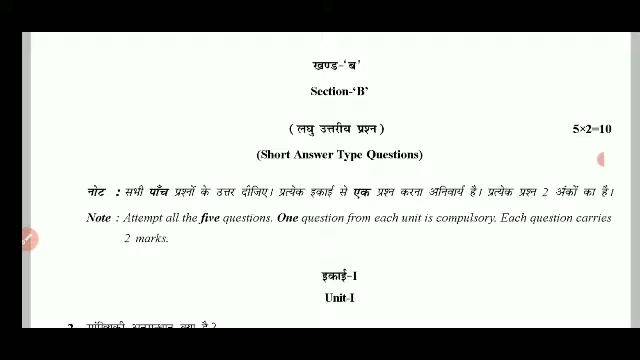 खण्ड-‘ब’
Section-‘B’
( लघु उत्तरीय प्रश्न ) 5×2=10
(Short Answer Type Questions)
नोट : सभी पाँच प्रश्नों के उत्तर दीजिए। प्रत्येक इकाई से एक प्रश्न करना अनिवार्य है। प्रत्येक प्रश्न 2 अंकों का है।
Note : Attempt all the five questions. One question from each unit is compulsory. Each question carries
2 marks.
इकाई-I
Unit-I